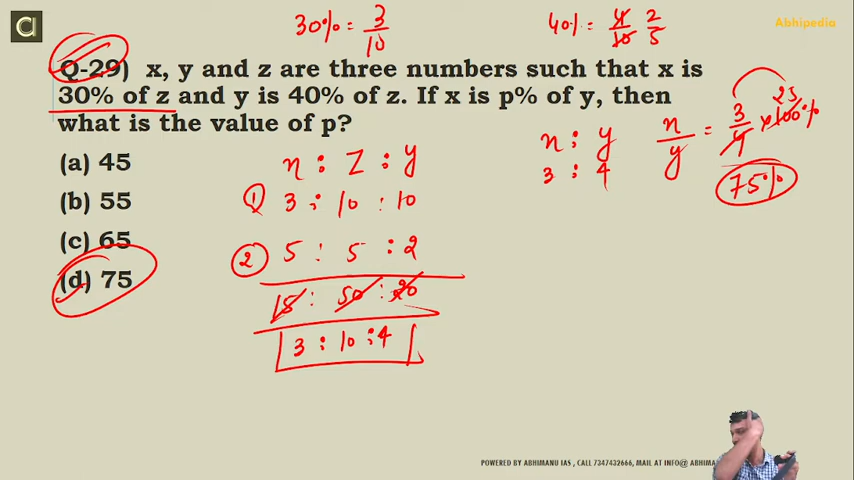 30% = 3/10
40% = 4/10 2/5
Abhipedia
Q-29) x, y and z are three numbers such that x is
30% of z and y is 40% of z. If x is p% of y, then
what is the value of p?
x : y
3 : 4
x/y = 3/4 x 100% 25
75%
(a) 45
(b) 55
(c) 65
(d) 75
x : z : y
① 3 : 10 : 10
② 5 : 5 : 2
15 : 50 : 20
3 : 10 : 4
POWERED BY ABHIMANU IAS , CALL 7347432666, MAIL AT INFO@ ABHIMA